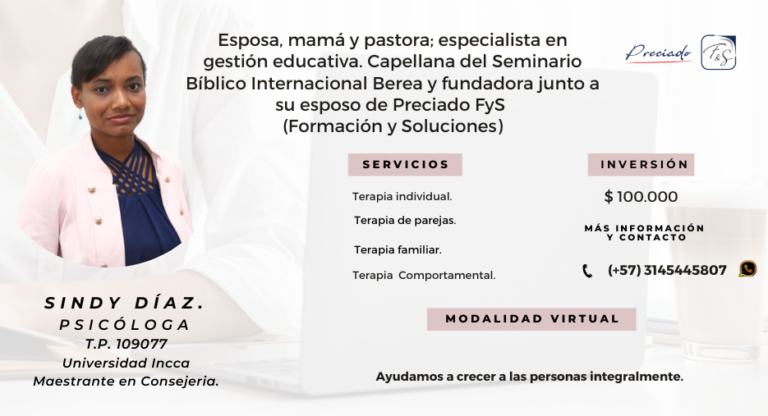 Esposa, mamá y pastora; especialista en
gestión educativa. Capellana del Seminario
Bíblico Internacional Berea y fundadora junto a
su esposo de Preciado FyS
(Formación y Soluciones)
Preciado
F&S
SERVICIOS
Terapia individual.
Terapia de parejas.
Terapia familiar.
Terapia Comportamental.
INVERSIÓN
$ 100.000
MÁS INFORMACIÓN
Y CONTACTO
(+57) 3145445807
MODALIDAD VIRTUAL
Ayudamos a crecer a las personas integralmente.
SINDY DÍAZ.
PSICÓLOGA
T.P. 109077
Universidad Incca
Maestrante en Consejeria.